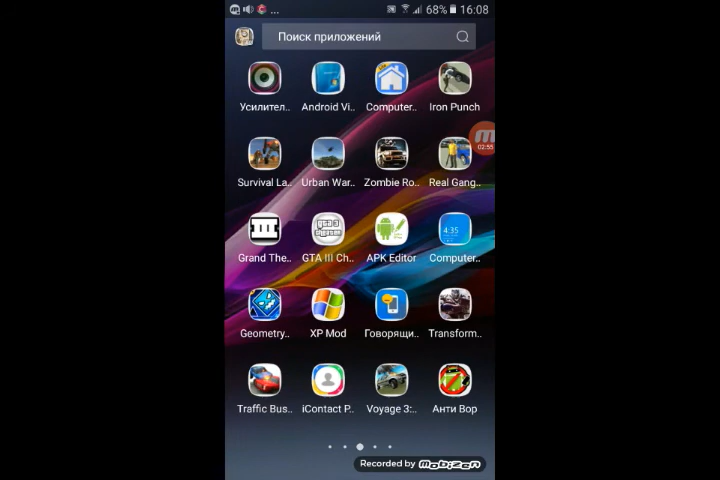 ... 68% 16:08
Поиск приложений
Усилител.. Android Vi.. Computer.. Iron Punch
02:55
Survival La.. Urban War.. Zombie Ro.. Real Gang..
4:35
Grand The.. GTA III Ch.. APK Editor Computer..
Geometry.. XP Mod Говорящи.. Transform..
Traffic Bus.. iContact P.. Voyage 3:.. Анти Вор
Recorded by mobizen